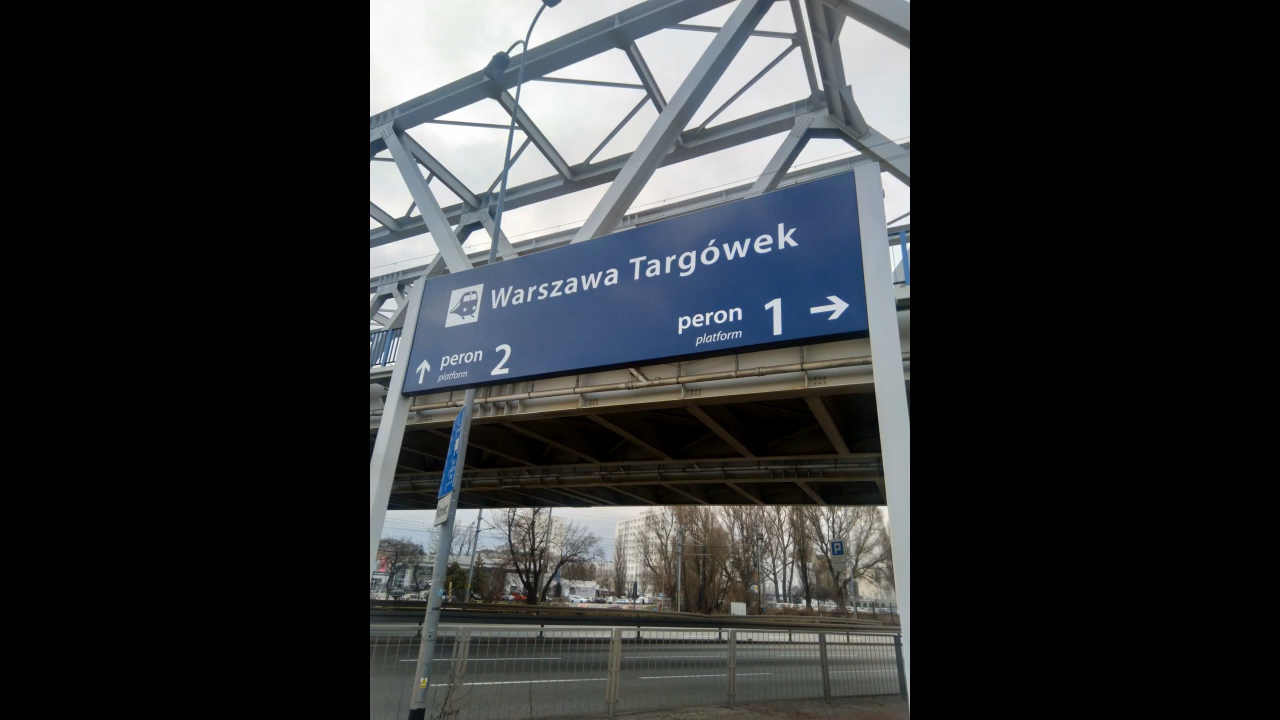 Warszawa Targówek
peron 1 →
platform
↑ peron 2
platform
P